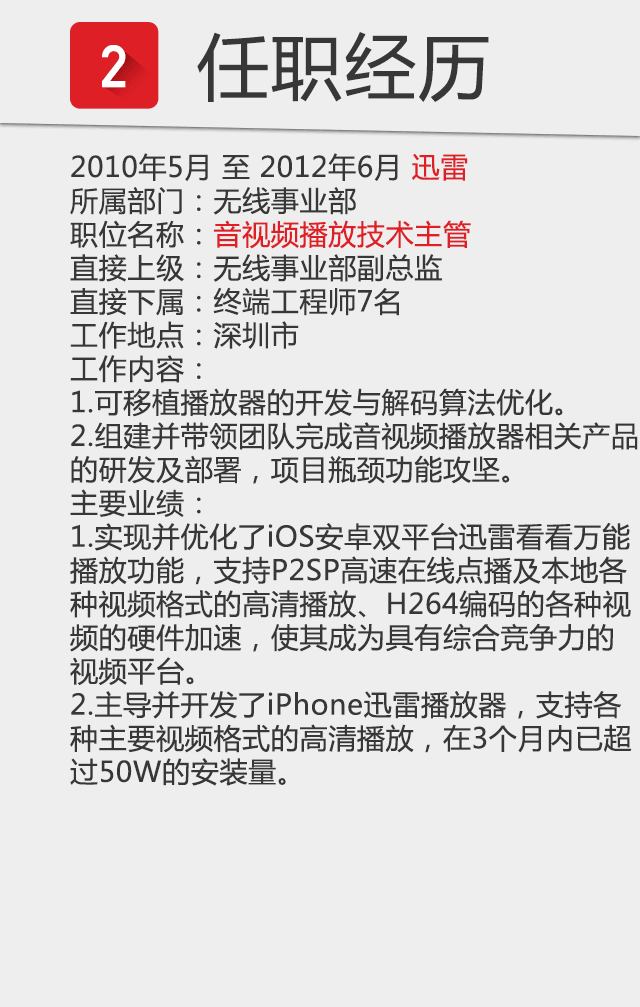 2 任职经历
2010年5月 至 2012年6月 迅雷
所属部门：无线事业部
职位名称：音视频播放技术主管
直接上级：无线事业部副总监
直接下属：终端工程师7名
工作地点：深圳市
工作内容：
1.可移植播放器的开发与解码算法优化。
2.组建并带领团队完成音视频播放器相关产品
的研发及部署，项目瓶颈功能攻坚。
主要业绩：
1.实现并优化了iOS安卓双平台迅雷看看万能
播放功能，支持P2SP高速在线点播及本地各
种视频格式的高清播放、H264编码的各种视
频的硬件加速，使其成为具有综合竞争力的
视频平台。
2.主导并开发了iPhone迅雷播放器，支持各
种主要视频格式的高清播放，在3个月内已超
过50W的安装量。